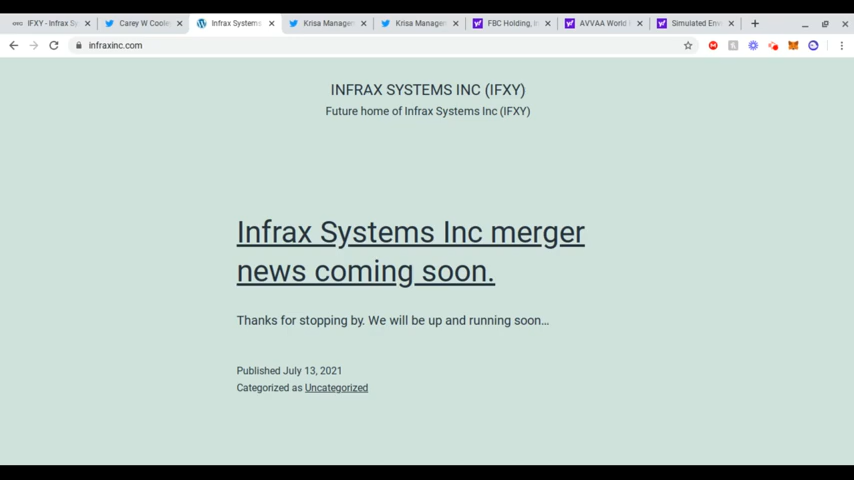 IFXY - Infrax Sy
Carey W Coole
Infrax Systems
Krisa Managem
Krisa Managem
FBC Holding, In
AVVAA World
Simulated Env
infraxinc.com
INFRAX SYSTEMS INC (IFXY)
Future home of Infrax Systems Inc (IFXY)
Infrax Systems Inc merger
news coming soon.
Thanks for stopping by. We will be up and running soon…
Published July 13, 2021
Categorized as Uncategorized